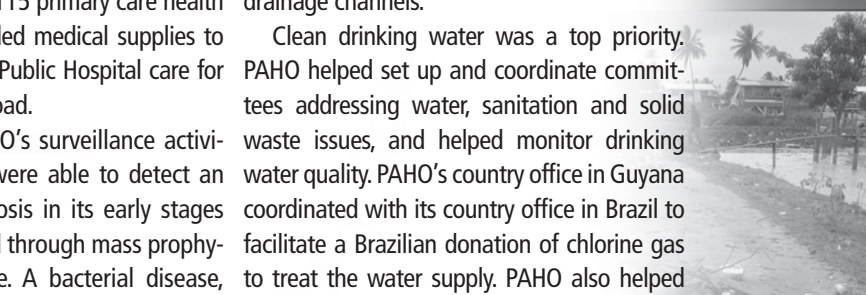 15 primary care health
led medical supplies to
Public Hospital care for
oad.
O's surveillance activi-
were able to detect an
osis in its early stages
through mass prophy-
e. A bacterial disease,
drainage channels.
Clean drinking water was a top priority.
PAHO helped set up and coordinate commit-
tees addressing water, sanitation and solid
waste issues, and helped monitor drinking
water quality. PAHO's country office in Guyana
coordinated with its country office in Brazil to
facilitate a Brazilian donation of chlorine gas
to treat the water supply. PAHO also helped